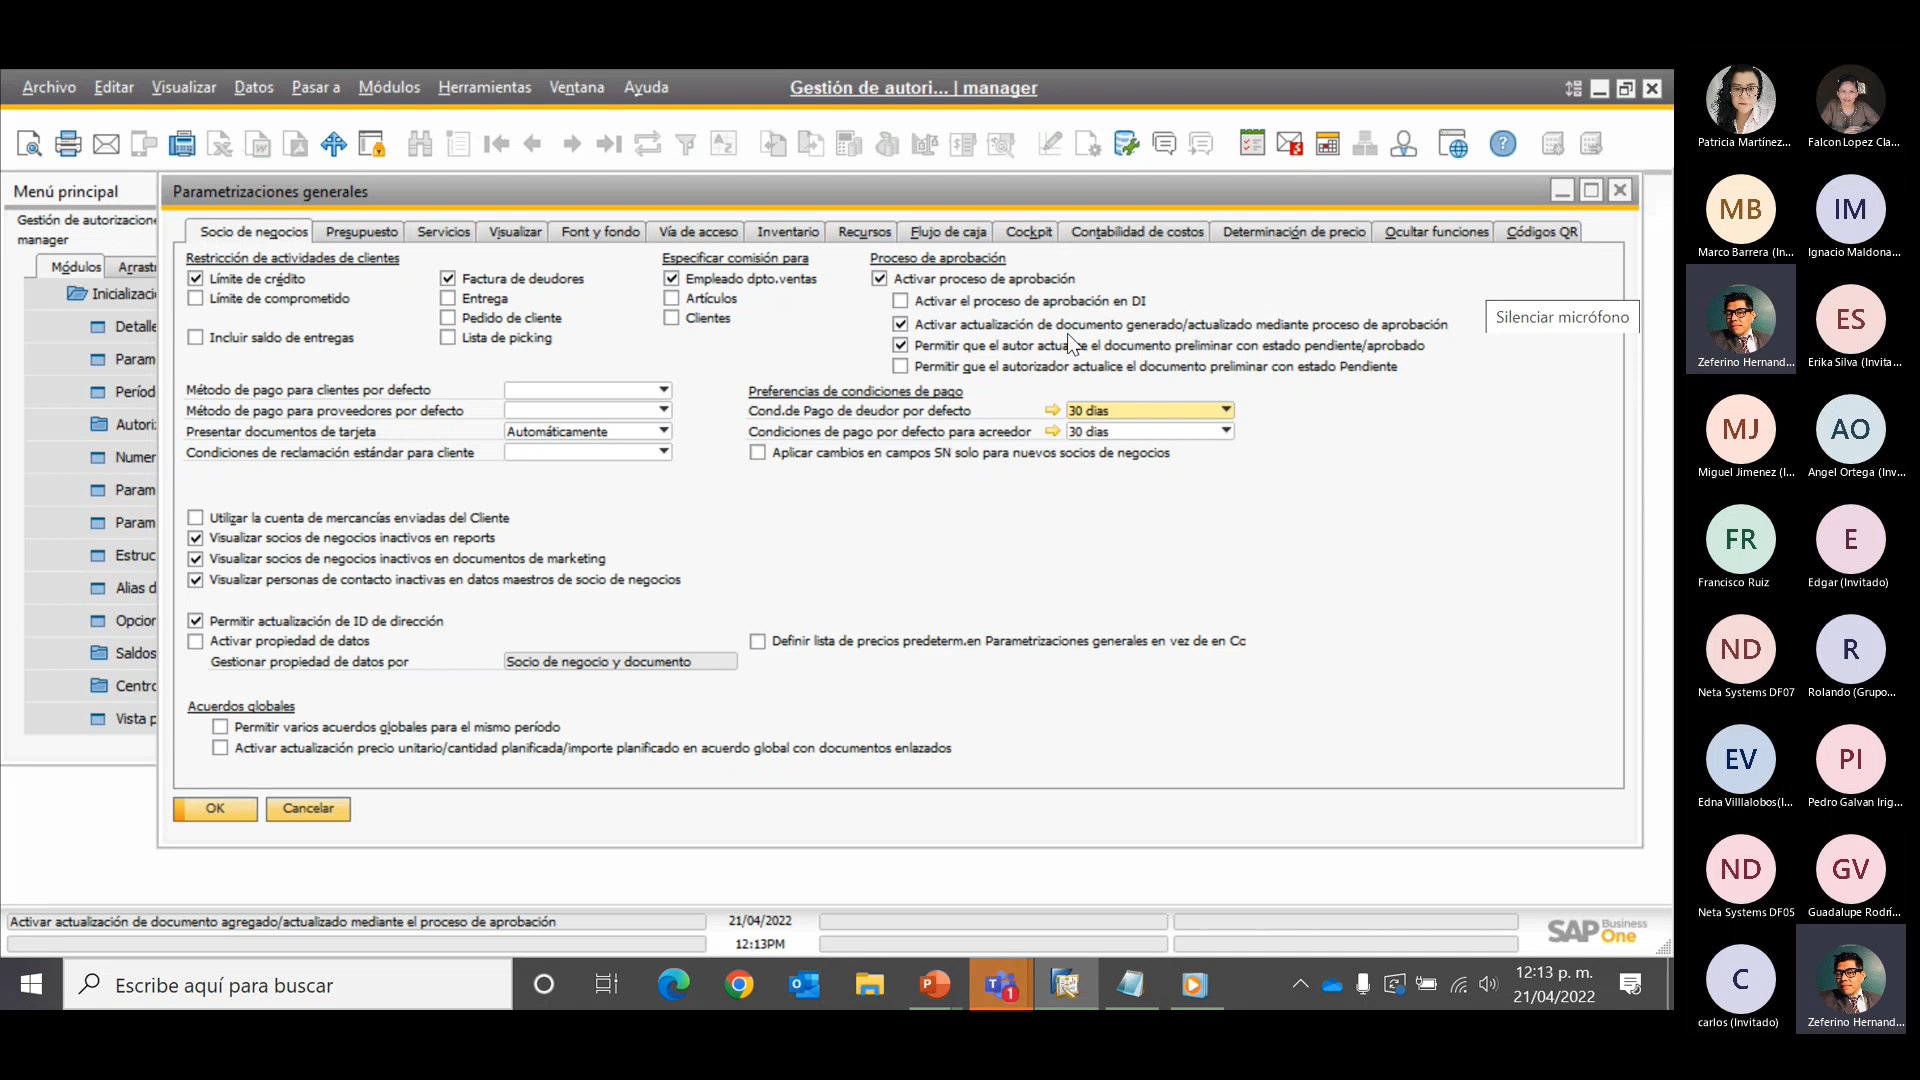 Archivo Editar Visualizar Datos Pasar a Módulos Herramientas Ventana Ayuda
Gestión de autori... | manager
Menú principal
Gestión de autorizacione
manager
Módulos Arrast
Inicializaci
Detalle
Param
Períod
Autori
Numer
Param
Param
Estruc
Alias d
Opcion
Saldos
Centro
Vista p
Parametrizaciones generales
Socio de negocios Presupuesto Servicios Visualizar Font y fondo Vía de acceso Inventario Recursos Flujo de caja Cockpit Contabilidad de costos Determinación de precio Ocultar funciones Códigos QR
Restricción de actividades de clientes
Límite de crédito
Límite de comprometido
Incluir saldo de entregas
Factura de deudores
Entrega
Pedido de cliente
Lista de picking
Especificar comisión para
Empleado dpto.ventas
Artículos
Clientes
Proceso de aprobación
Activar proceso de aprobación
Activar el proceso de aprobación en DI
Activar actualización de documento generado/actualizado mediante proceso de aprobación
Permitir que el autor actualice el documento preliminar con estado pendiente/aprobado
Permitir que el autorizador actualice el documento preliminar con estado Pendiente
Silenciar micrófono
Método de pago para clientes por defecto
Método de pago para proveedores por defecto
Presentar documentos de tarjeta Automáticamente
Condiciones de reclamación estándar para cliente
Preferencias de condiciones de pago
Cond.de Pago de deudor por defecto 30 dias
Condiciones de pago por defecto para acreedor 30 dias
Aplicar cambios en campos SN solo para nuevos socios de negocios
Utilizar la cuenta de mercancías enviadas del Cliente
Visualizar socios de negocios inactivos en reports
Visualizar socios de negocios inactivos en documentos de marketing
Visualizar personas de contacto inactivas en datos maestros de socio de negocios
Permitir actualización de ID de dirección
Activar propiedad de datos
Gestionar propiedad de datos por Socio de negocio y documento
Definir lista de precios predeterm.en Parametrizaciones generales en vez de en Co
Acuerdos globales
Permitir varios acuerdos globales para el mismo período
Activar actualización precio unitario/cantidad planificada/importe planificado en acuerdo global con documentos enlazados
OK Cancelar
Activar actualización de documento agregado/actualizado mediante el proceso de aprobación
21/04/2022
12:13PM
SAP Business One
Escribe aquí para buscar
1
12:13 p. m.
21/04/2022
Patricia Martínez...
Falcon Lopez Cla...
MB
Marco Barrera (In...
IM
Ignacio Maldona...
Zeferino Hernand...
ES
Erika Silva (Invita...
MJ
Miguel Jimenez (I...
AO
Angel Ortega (Inv...
FR
Francisco Ruiz
E
Edgar (Invitado)
ND
Neta Systems DF07
R
Rolando (Grupo...
EV
Edna Villlalobos(I...
PI
Pedro Galvan Irig...
ND
Neta Systems DF05
GV
Guadalupe Rodrí...
C
carlos (Invitado)
Zeferino Hernand...